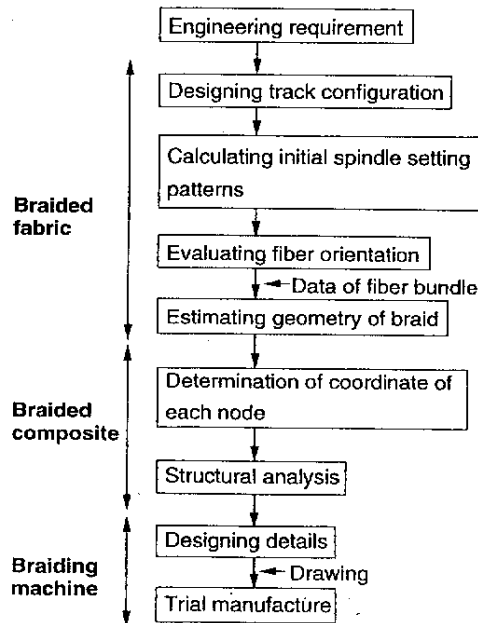 Engineering requirement
Designing track configuration
Calculating initial spindle setting
patterns
Braided
fabric
Evaluating fiber orientation
Data of fiber bundle
Estimating geometry of braid
Determination of coordinate of
each node
Braided
composite
Structural analysis
Designing details
Braiding
machine
Drawing
Trial manufacture